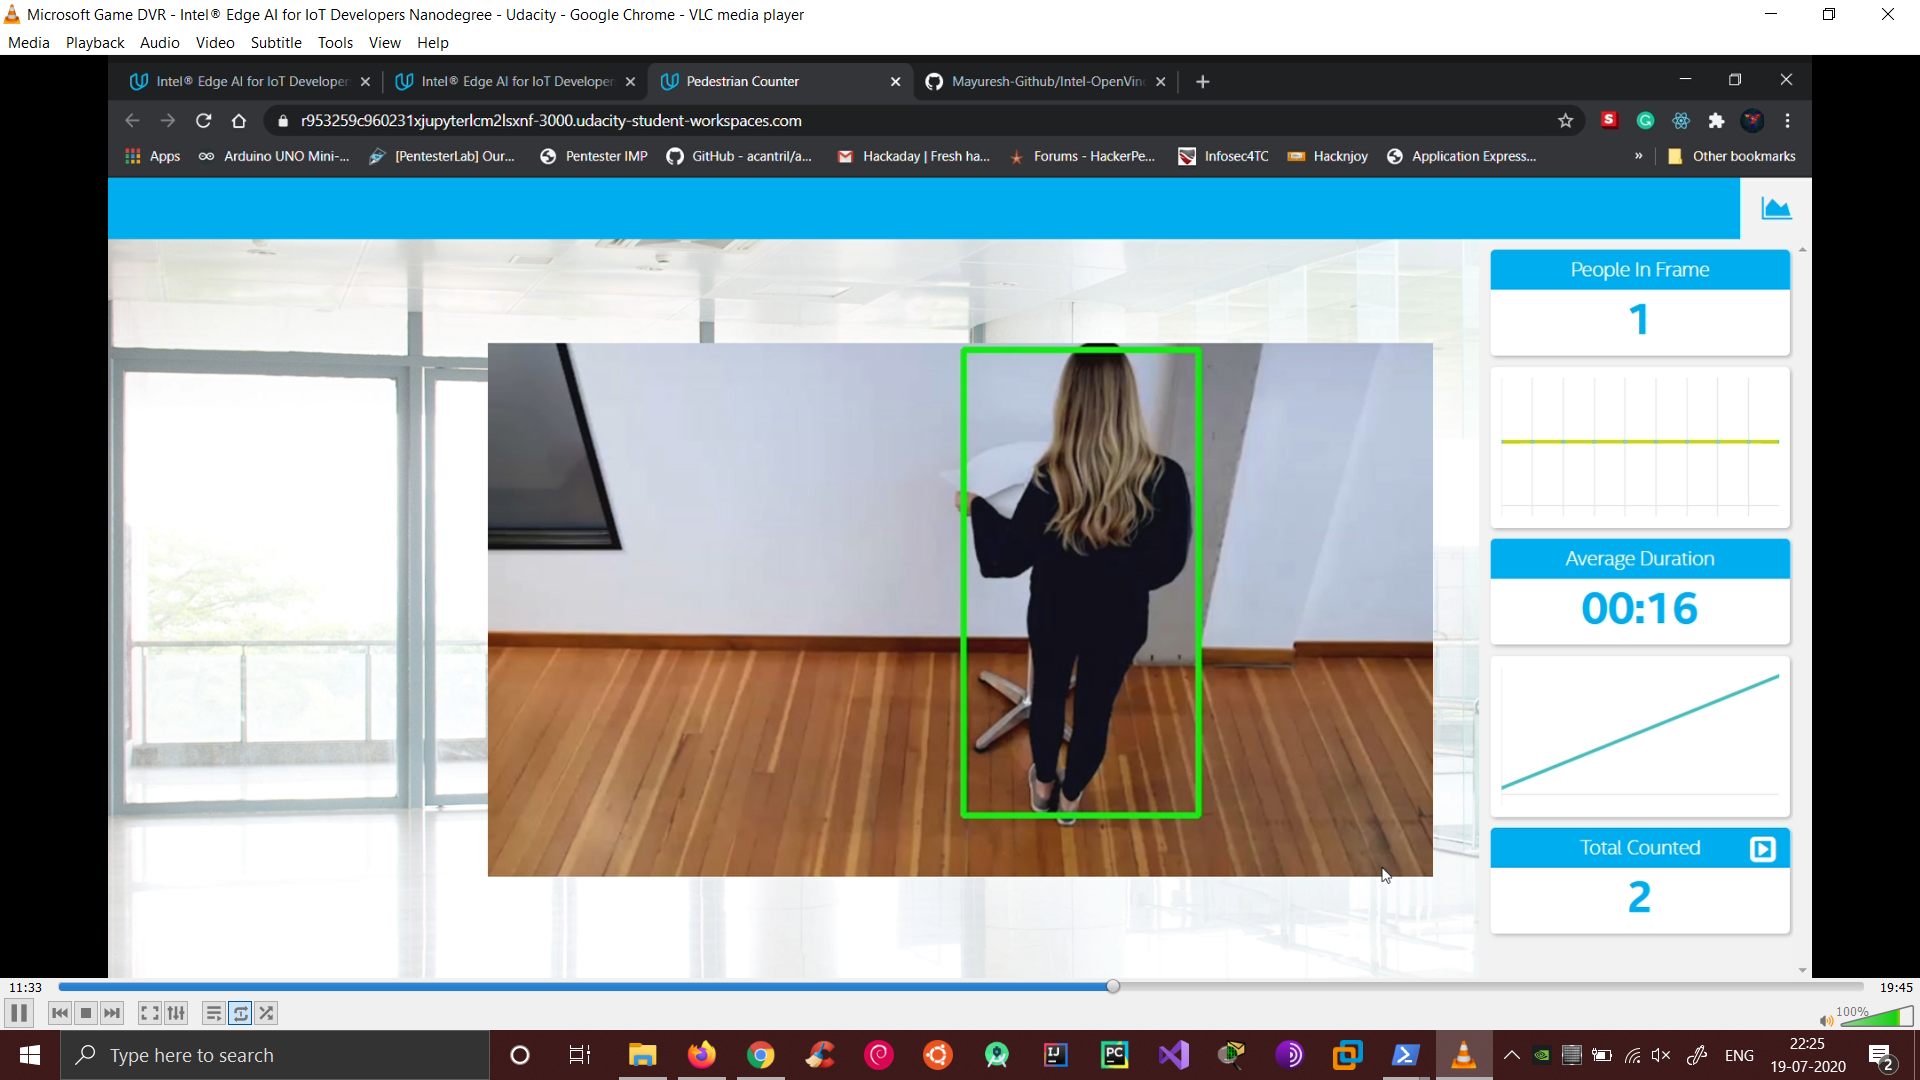 Microsoft Game DVR - Intel® Edge AI for IoT Developers Nanodegree - Udacity - Google Chrome - VLC media player
Media Playback Audio Video Subtitle Tools View Help
Intel® Edge AI for IoT Developer Intel® Edge AI for IoT Developer Pedestrian Counter Mayuresh-Github/Intel-OpenVin
r953259c960231xjupyterlcm2lsxnf-3000.udacity-student-workspaces.com
Apps Arduino UNO Mini-... [PentesterLab] Our... Pentester IMP GitHub - acantril/a... Hackaday | Fresh ha... Forums - HackerPe... Infosec4TC Hacknjoy Application Express... » Other bookmarks
People In Frame
1
Average Duration
00:16
Total Counted
2
11:33 19:45
100%
Type here to search
ENG
22:25
19-07-2020
2